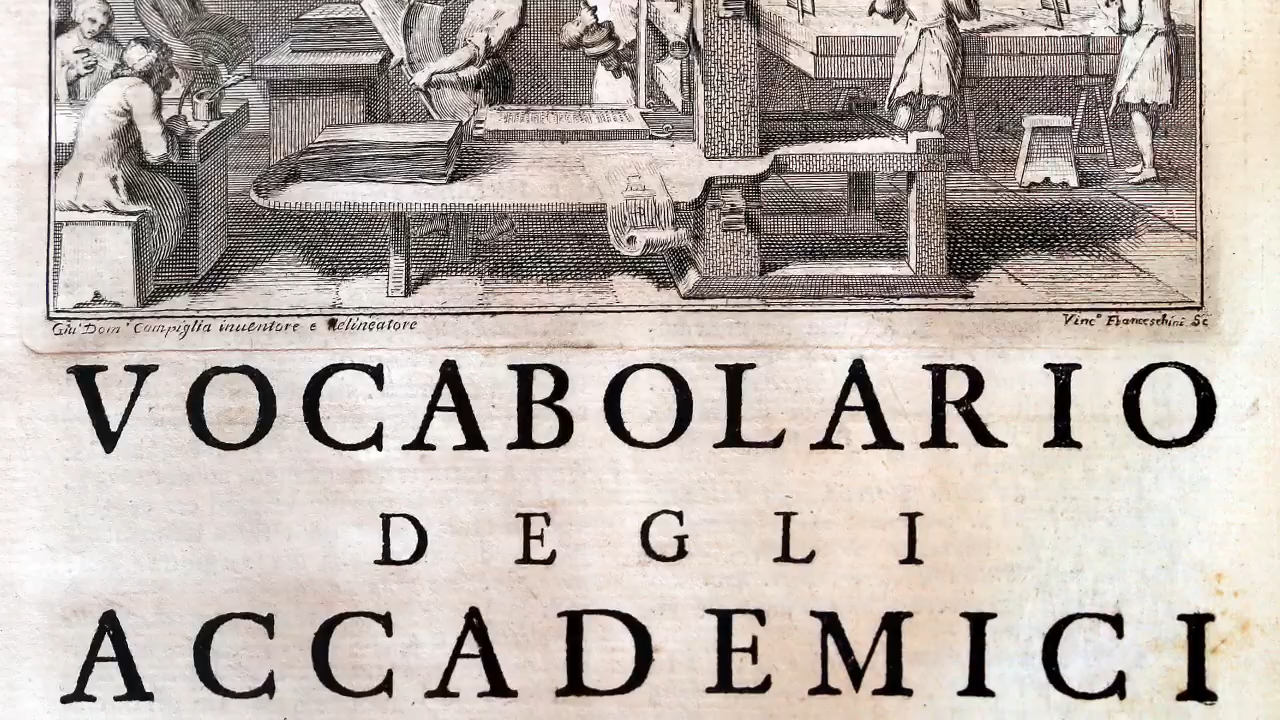 Giu' Dom° Campiglia inventore e delineatore
Vinc° Franceschini Sc
VOCABOLARIO
DEGLI
ACCADEMICI